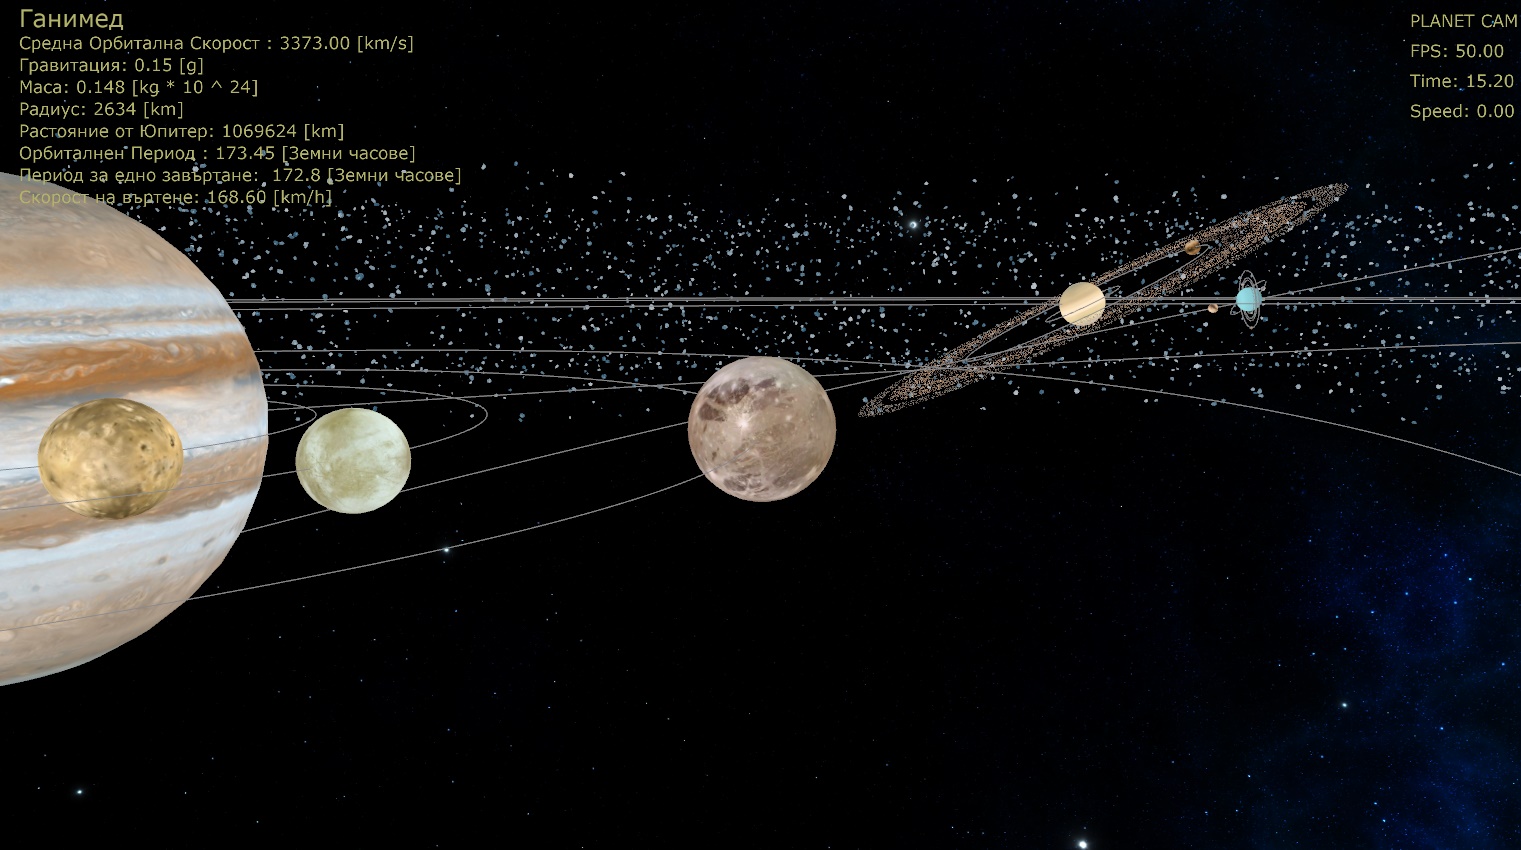 Ганимед
Средна Орбитална Скорост : 3373.00 [km/s]
Гравитация: 0.15 [g]
Маса: 0.148 [kg * 10 ^ 24]
Радиус: 2634 [km]
Растояние от Юпитер: 1069624 [km]
Орбиталнен Период : 173.45 [Земни часове]
Период за едно завъртане:  172.8 [Земни часове]
Скорост на въртене: 168.60 [km/h]
PLANET CAM
FPS: 50.00
Time: 15.20
Speed: 0.00